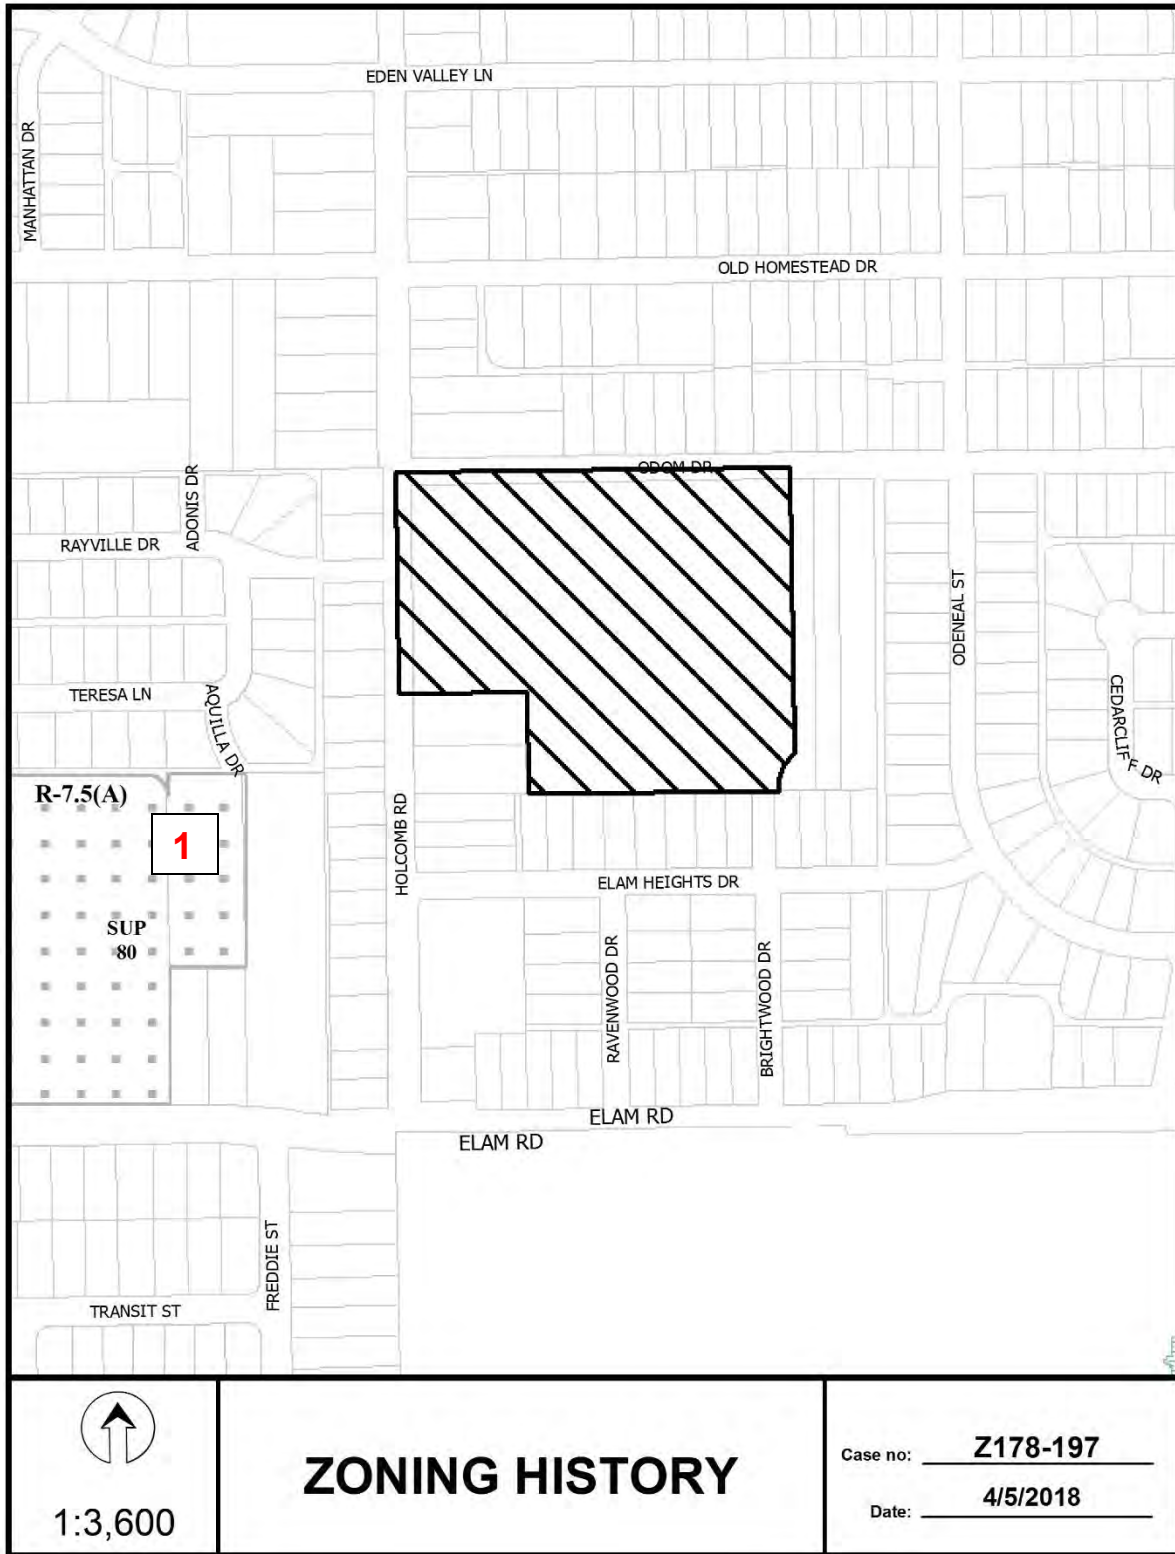 EDEN VALLEY LN
MANHATTAN DR
OLD HOMESTEAD DR
ODOM DR
ADONIS DR
RAYVILLE DR
ODENEAL ST
TERESA LN
AQUILLA DR
CEDARCLIFF DR
R-7.5(A)
1
HOLCOMB RD
ELAM HEIGHTS DR
SUP
80
RAVENWOOD DR
BRIGHTWOOD DR
ELAM RD
ELAM RD
FREDDIE ST
TRANSIT ST
1:3,600
ZONING HISTORY
Case no: Z178-197
Date: 4/5/2018